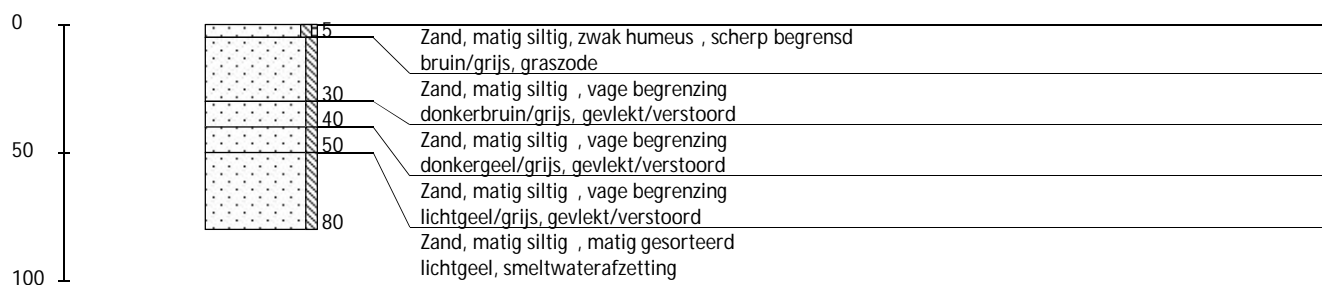 0
5
Zand, matig siltig, zwak humeus , scherp begrensd
bruin/grijs, graszode
30
Zand, matig siltig , vage begrenzing
donkerbruin/grijs, gevlekt/verstoord
40
Zand, matig siltig , vage begrenzing
donkergeel/grijs, gevlekt/verstoord
50
50
Zand, matig siltig , vage begrenzing
lichtgeel/grijs, gevlekt/verstoord
80
Zand, matig siltig , matig gesorteerd
lichtgeel, smeltwaterafzetting
100